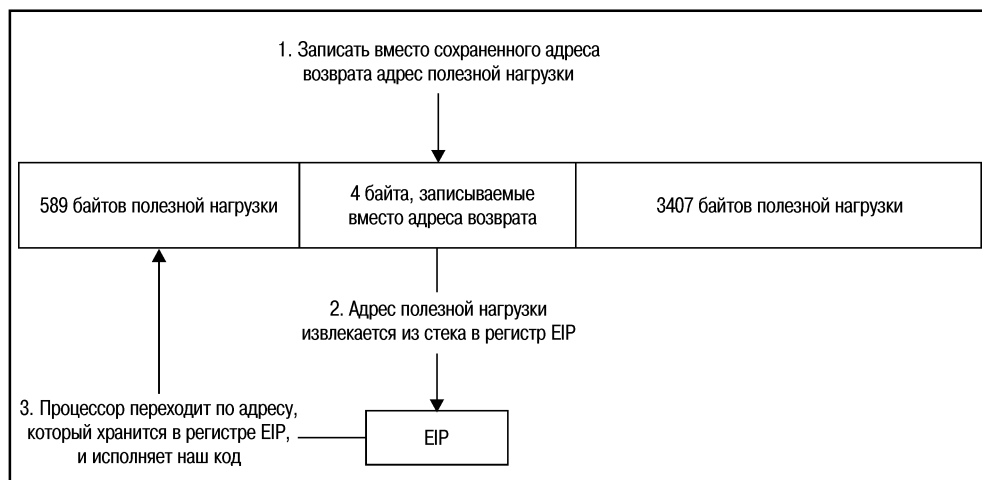 1. Записать вместо сохраненного адреса
возврата адрес полезной нагрузки
589 байтов полезной нагрузки
4 байта, записываемые
вместо адреса возврата
3407 байтов полезной нагрузки
2. Адрес полезной нагрузки
извлекается из стека в регистр EIP
3. Процессор переходит по адресу,
который хранится в регистре EIP,
и исполняет наш код
EIP